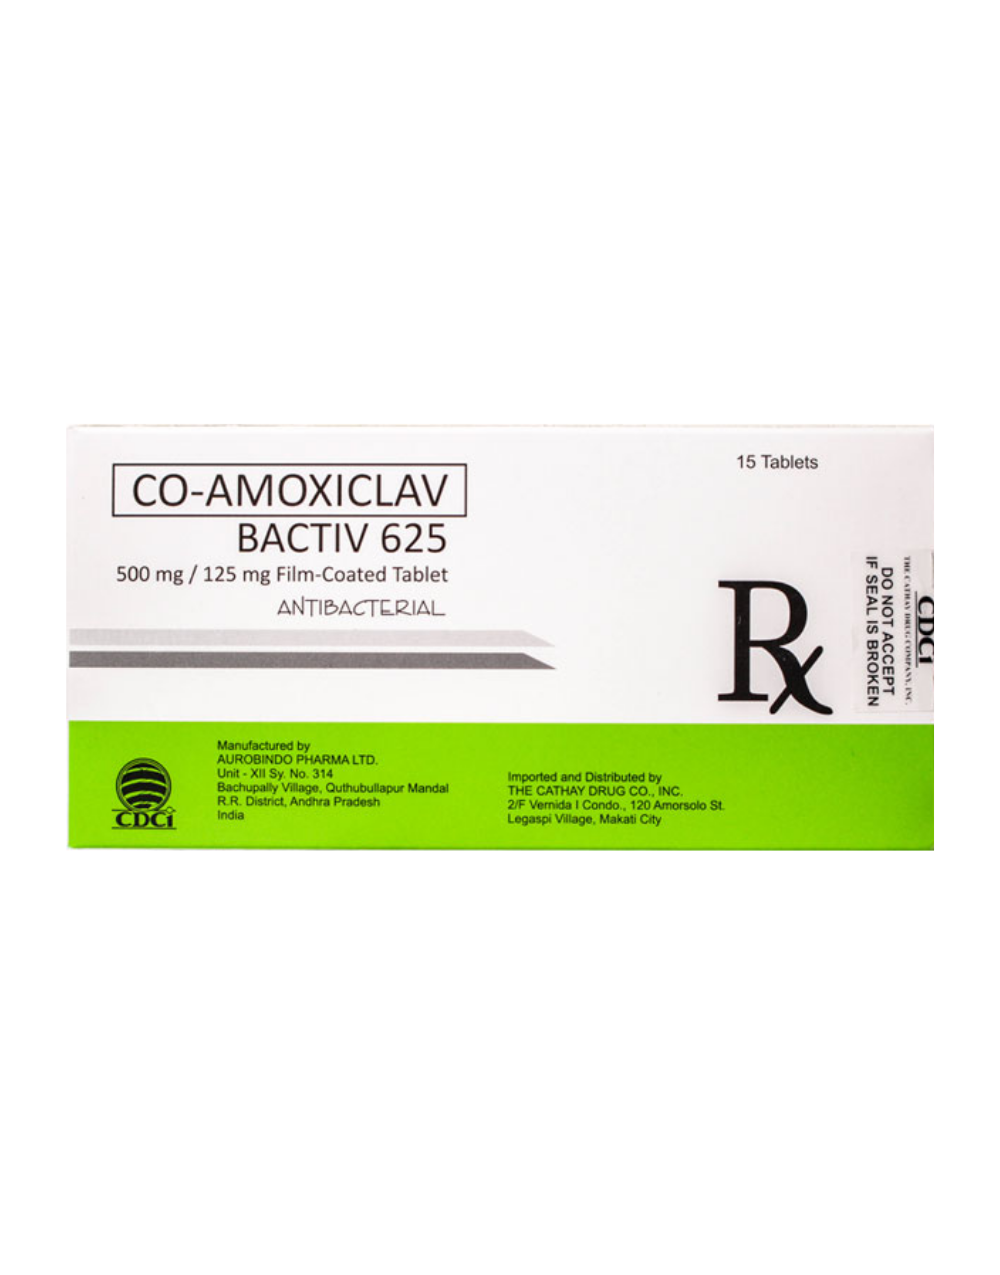 15 Tablets
CO-AMOXICLAV
BACTIV 625
500 mg / 125 mg Film-Coated Tablet
ANTIBACTERIAL
Rx
DO NOT ACCEPT
IF SEAL IS BROKEN
THE CATHAY DRUG COMPANY, INC.
CDCi
Manufactured by
AUROBINDO PHARMA LTD.
Unit - XII Sy. No. 314
Bachupally Village, Quthubullapur Mandal
R.R. District, Andhra Pradesh
India
CDCi
Imported and Distributed by
THE CATHAY DRUG CO., INC.
2/F Vernida I Condo., 120 Amorsolo St.
Legaspi Village, Makati City